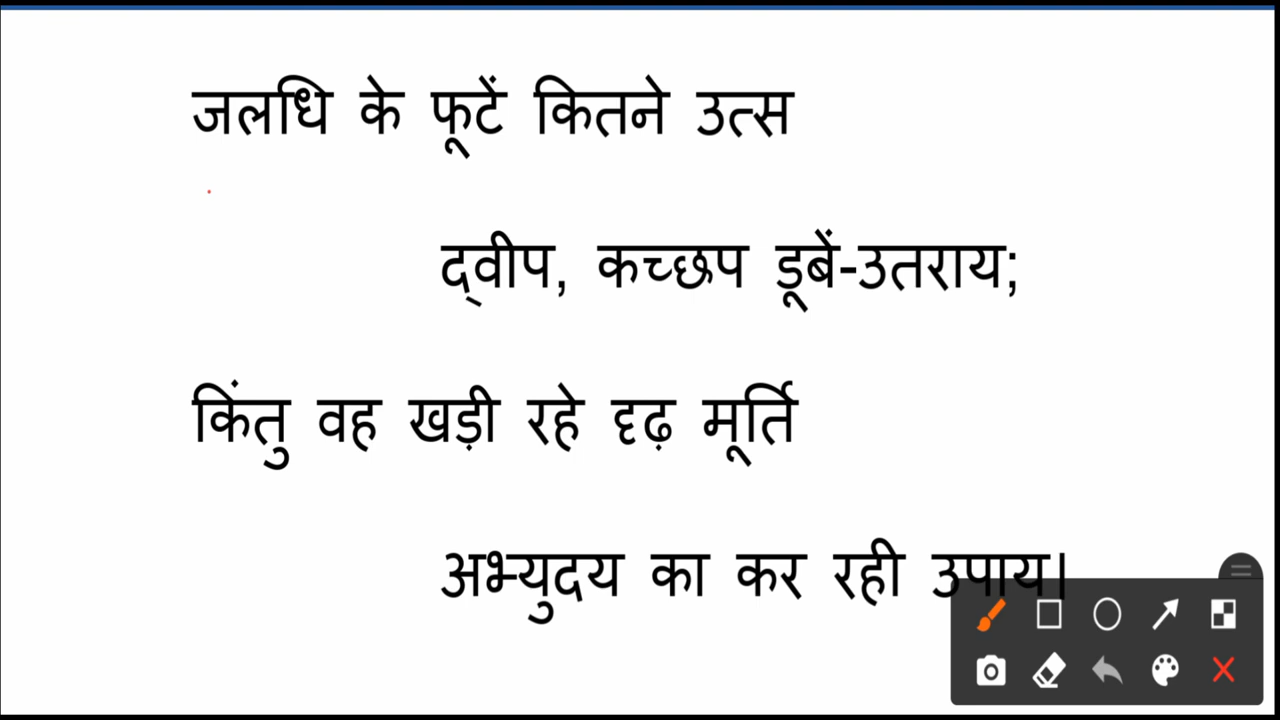 जलधि के फूटें कितने उत्स
द्वीप, कच्छप डूबें-उतराय;
किंतु वह खड़ी रहे दृढ़ मूर्ति
अभ्युदय का कर रही उपाय।